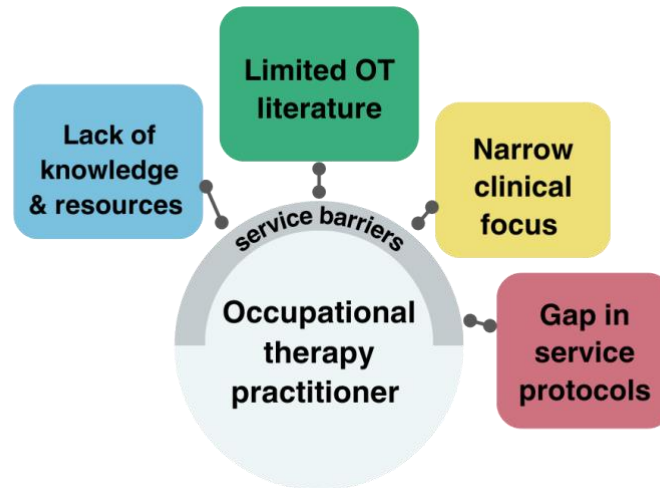 Limited OT
literature
Lack of
knowledge
& resources
Narrow
clinical
focus
service barriers
Gap in
service
protocols
Occupational
therapy
practitioner